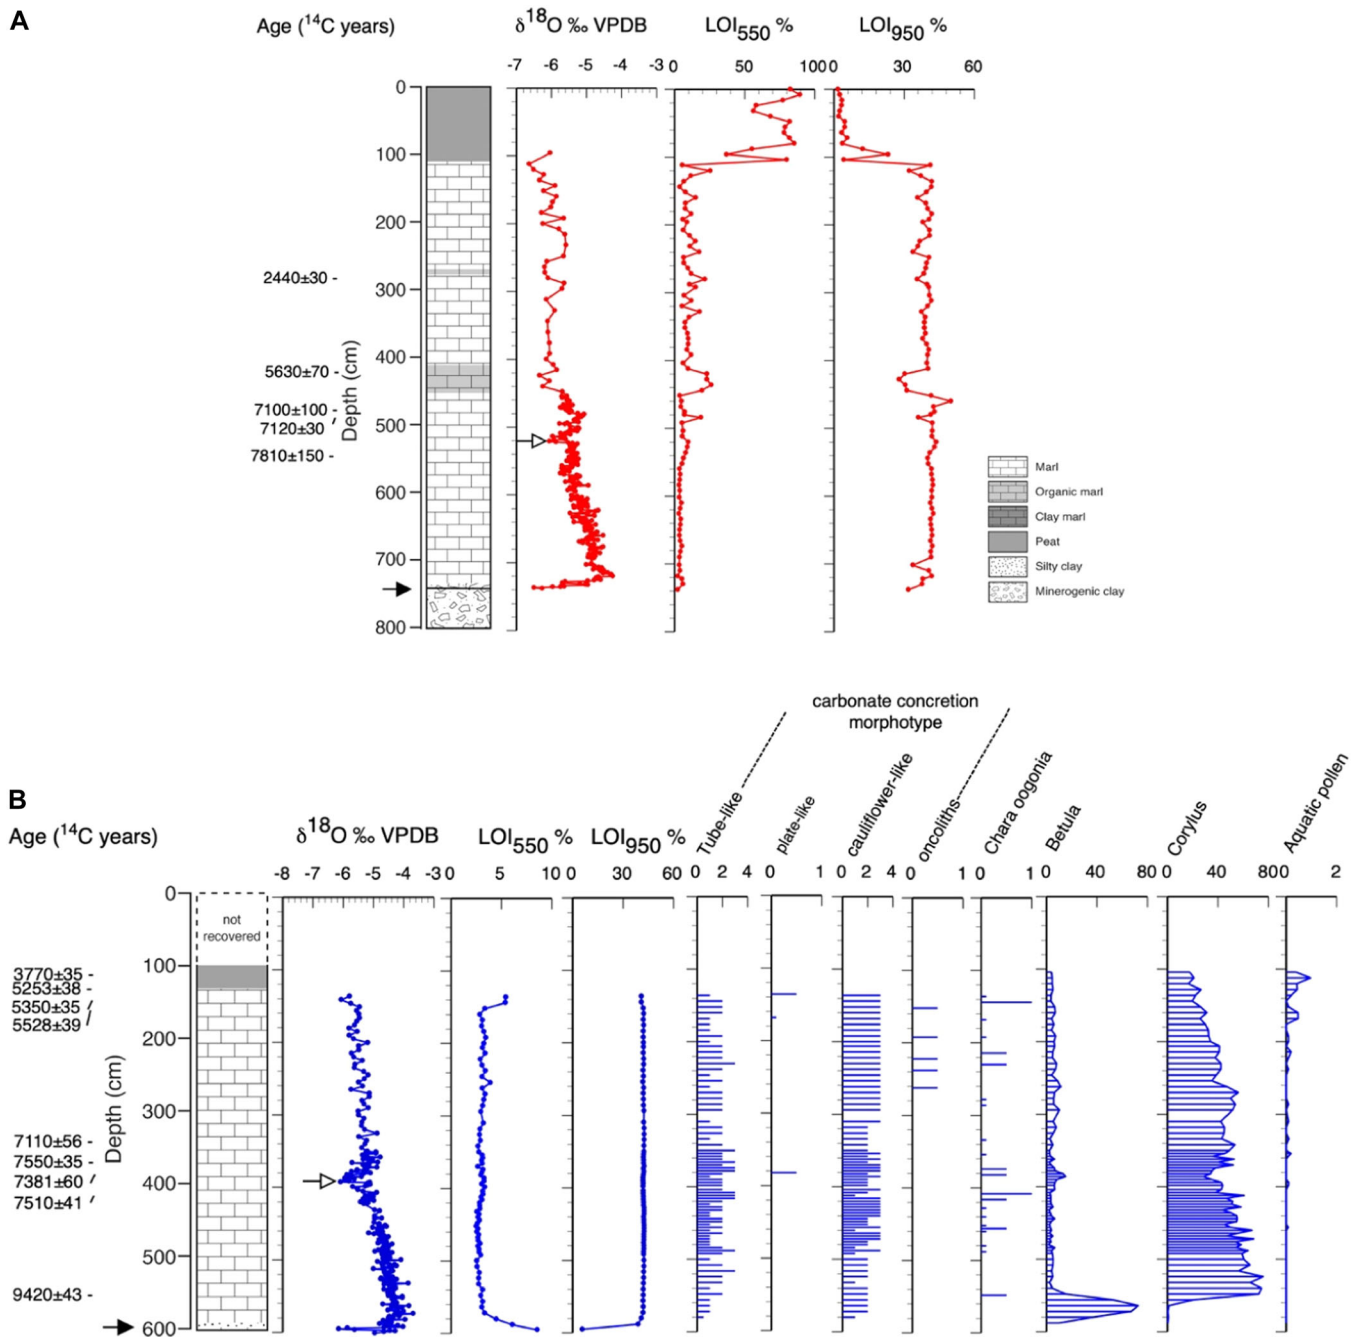 A
Age (14C years)
δ18O ‰ VPDB
LOI550 %
LOI950 %
-7 -6 -5 -4 -3 0 50 100 0 30 60
0
100
200
300
400
500
600
700
800
Depth (cm)
2440±30 -
5630±70 -
7100±100 -
7120±30 /
7810±150 -
Marl
Organic marl
Clay marl
Peat
Silty clay
Minerogenic clay
carbonate concretion
morphotype
B
Age (14C years)
δ18O ‰ VPDB
LOI550 %
LOI950 %
Tube-like
plate-like
cauliflower-like
oncoliths
Chara oogonia
Betula
Corylus
Aquatic pollen
-8 -7 -6 -5 -4 -3 0 5 10 0 30 60 0 2 4 0 1 0 2 4 0 1 0 1 0 40 80 0 40 80 0 2
0
100
200
300
400
500
600
Depth (cm)
not
recovered
3770±35 -
5253±38 -
5350±35 /
5528±39 /
7110±56 -
7550±35 -
7381±60 /
7510±41 /
9420±43 -